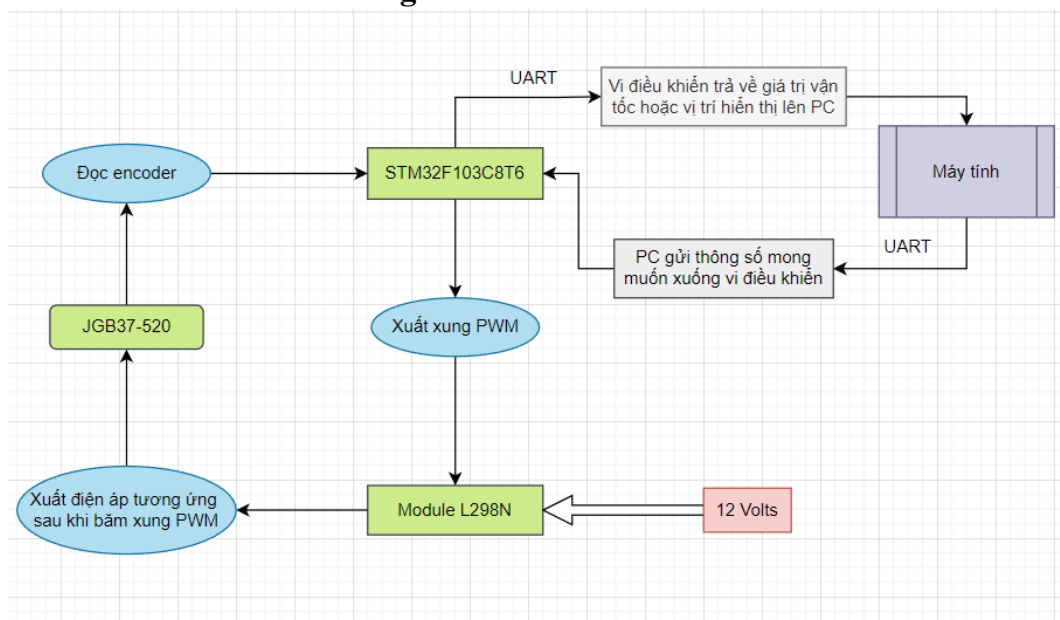 g
UART
Vi điều khiển trả về giá trị vận
tốc hoặc vị trí hiển thị lên PC
Đọc encoder
STM32F103C8T6
Máy tính
UART
PC gửi thông số mong
muốn xuống vi điều khiển
JGB37-520
Xuất xung PWM
Xuất điện áp tương ứng
sau khi băm xung PWM
Module L298N
12 Volts